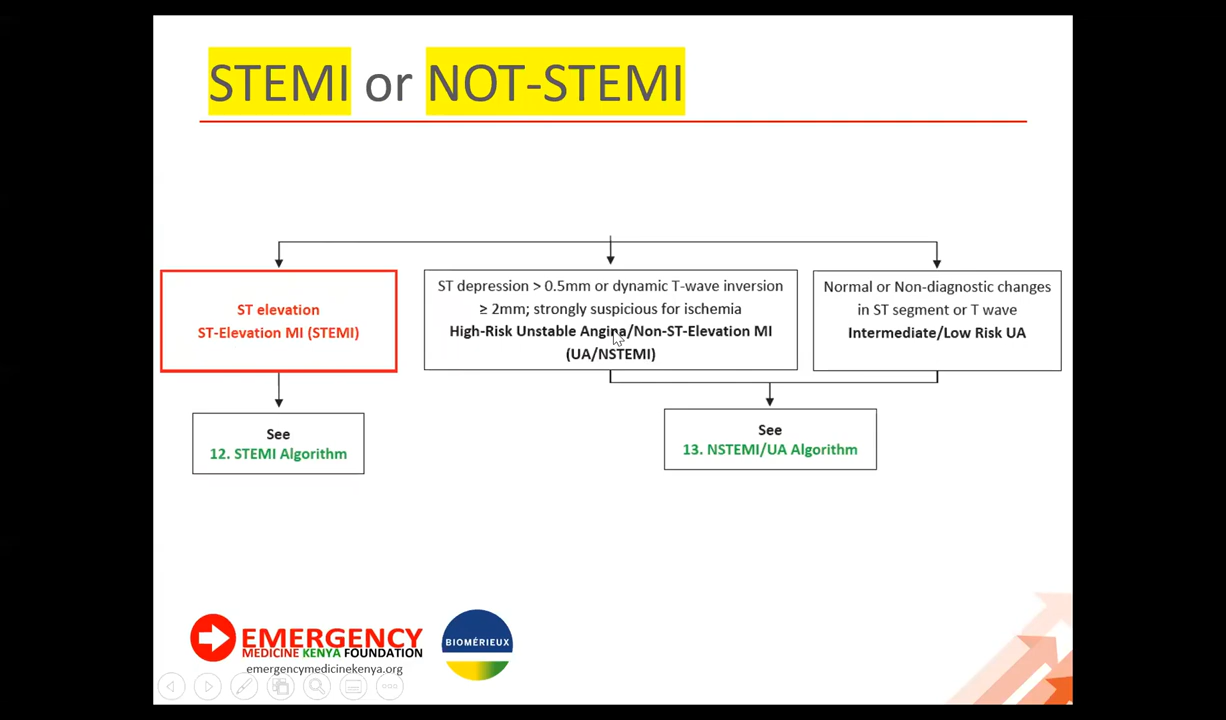 STEMI or NOT-STEMI
ST elevation
ST-Elevation MI (STEMI)
ST depression > 0.5mm or dynamic T-wave inversion
≥ 2mm; strongly suspicious for ischemia
High-Risk Unstable Angina/Non-ST-Elevation MI
(UA/NSTEMI)
Normal or Non-diagnostic changes
in ST segment or T wave
Intermediate/Low Risk UA
See
12. STEMI Algorithm
See
13. NSTEMI/UA Algorithm
EMERGENCY
MEDICINE KENYA FOUNDATION
emergencymedicinekenya.org
BIOMÉRIEUX